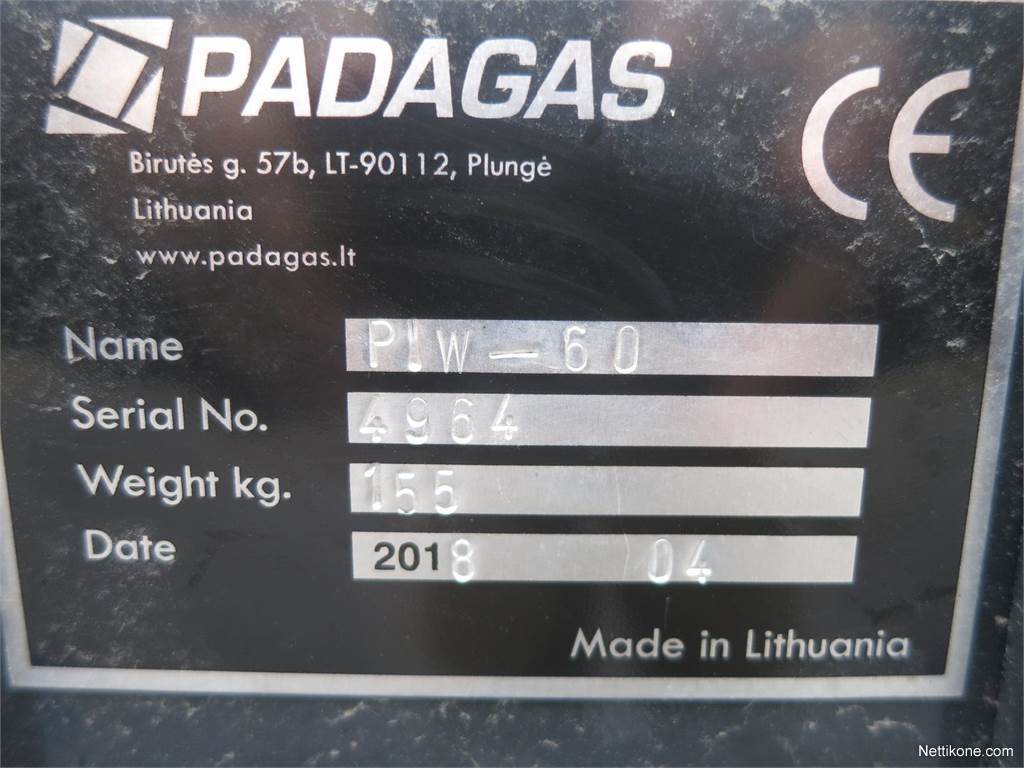 PADAGAS
CE
Birutės g. 57b, LT-90112, Plungė
Lithuania
www.padagas.lt
Name PIW-60
Serial No. 4964
Weight kg. 155
Date 2018 04
Made in Lithuania
Nettikone.com